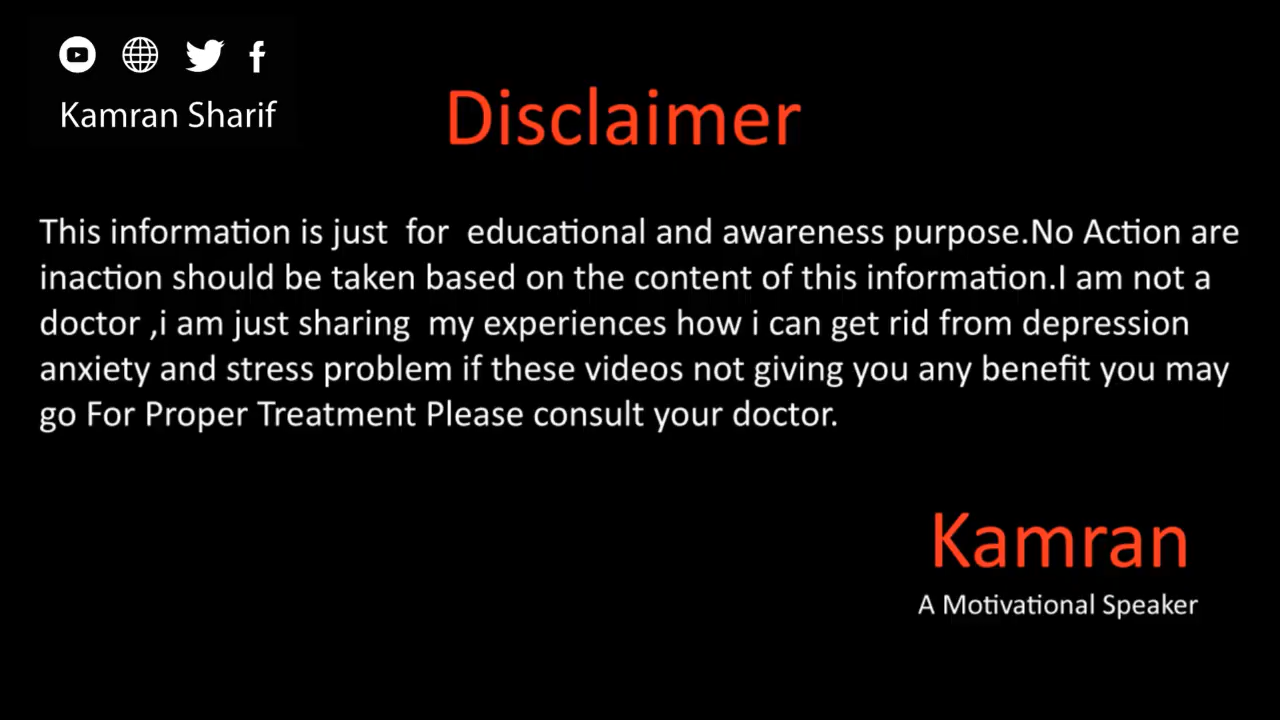 Kamran Sharif
Disclaimer
This information is just for educational and awareness purpose.No Action are
inaction should be taken based on the content of this information.I am not a
doctor ,i am just sharing my experiences how i can get rid from depression
anxiety and stress problem if these videos not giving you any benefit you may
go For Proper Treatment Please consult your doctor.
Kamran
A Motivational Speaker